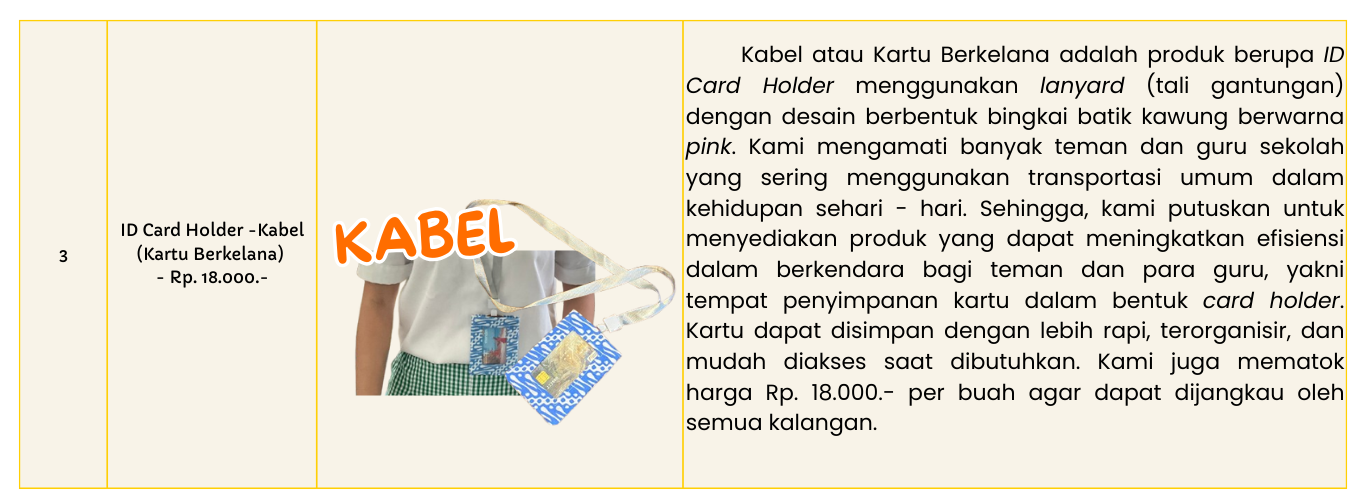 3
ID Card Holder -Kabel
(Kartu Berkelana)
- Rp. 18.000.-
KABEL
Kabel atau Kartu Berkelana adalah produk berupa ID
Card Holder menggunakan lanyard (tali gantungan)
dengan desain berbentuk bingkai batik kawung berwarna
pink. Kami mengamati banyak teman dan guru sekolah
yang sering menggunakan transportasi umum dalam
kehidupan sehari - hari. Sehingga, kami putuskan untuk
menyediakan produk yang dapat meningkatkan efisiensi
dalam berkendara bagi teman dan para guru, yakni
tempat penyimpanan kartu dalam bentuk card holder.
Kartu dapat disimpan dengan lebih rapi, terorganisir, dan
mudah diakses saat dibutuhkan. Kami juga mematok
harga Rp. 18.000.- per buah agar dapat dijangkau oleh
semua kalangan.